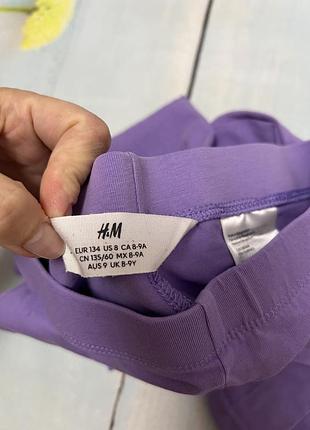 H&M
EUR 134 US 8 CA 8-9A
CN 135/60 MX 8-9A
AUS 9 UK 8-9Y